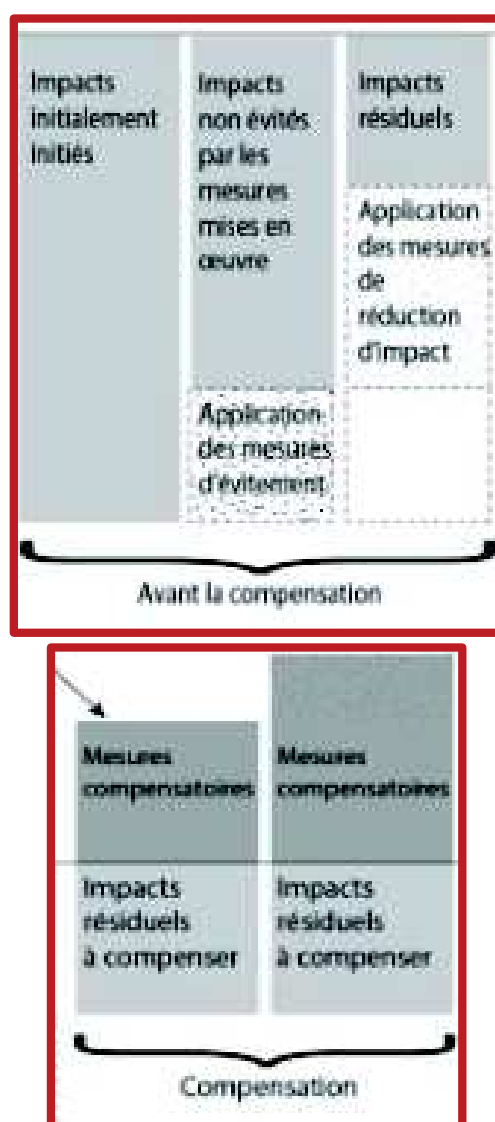 Impacts
initialement
initiés
Impacts
non évités
par les
mesures
mises en
œuvre
Application
des mesures
d'évitement
Impacts
résiduels
Application
des mesures
de
réduction
d'impact
Avant la compensation
Mesures
compensatoires
Impacts
résiduels
à compenser
Mesures
compensatoires
Impacts
résiduels
à compenser
Compensation